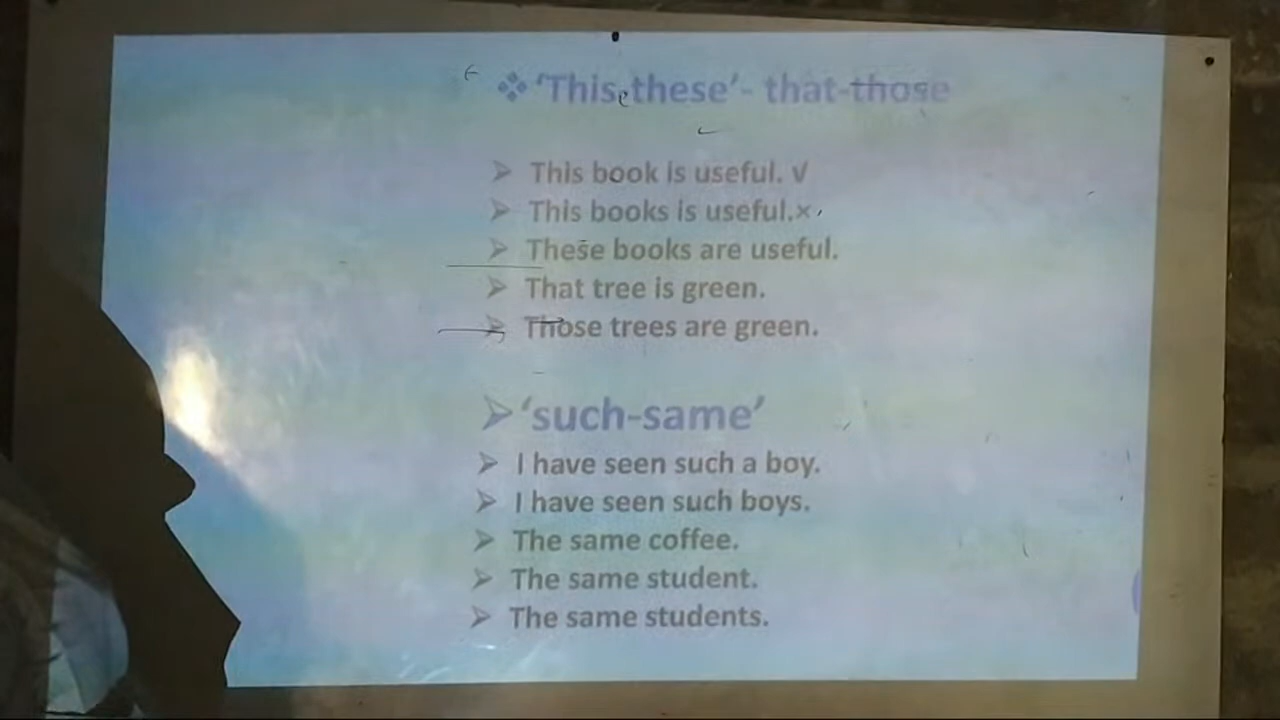 ❖ 'This these'- that-those
➢ This book is useful. √
➢ This books is useful.×
➢ These books are useful.
➢ That tree is green.
➢ Those trees are green.
➢ 'such-same'
➢ I have seen such a boy.
➢ I have seen such boys.
➢ The same coffee.
➢ The same student.
➢ The same students.